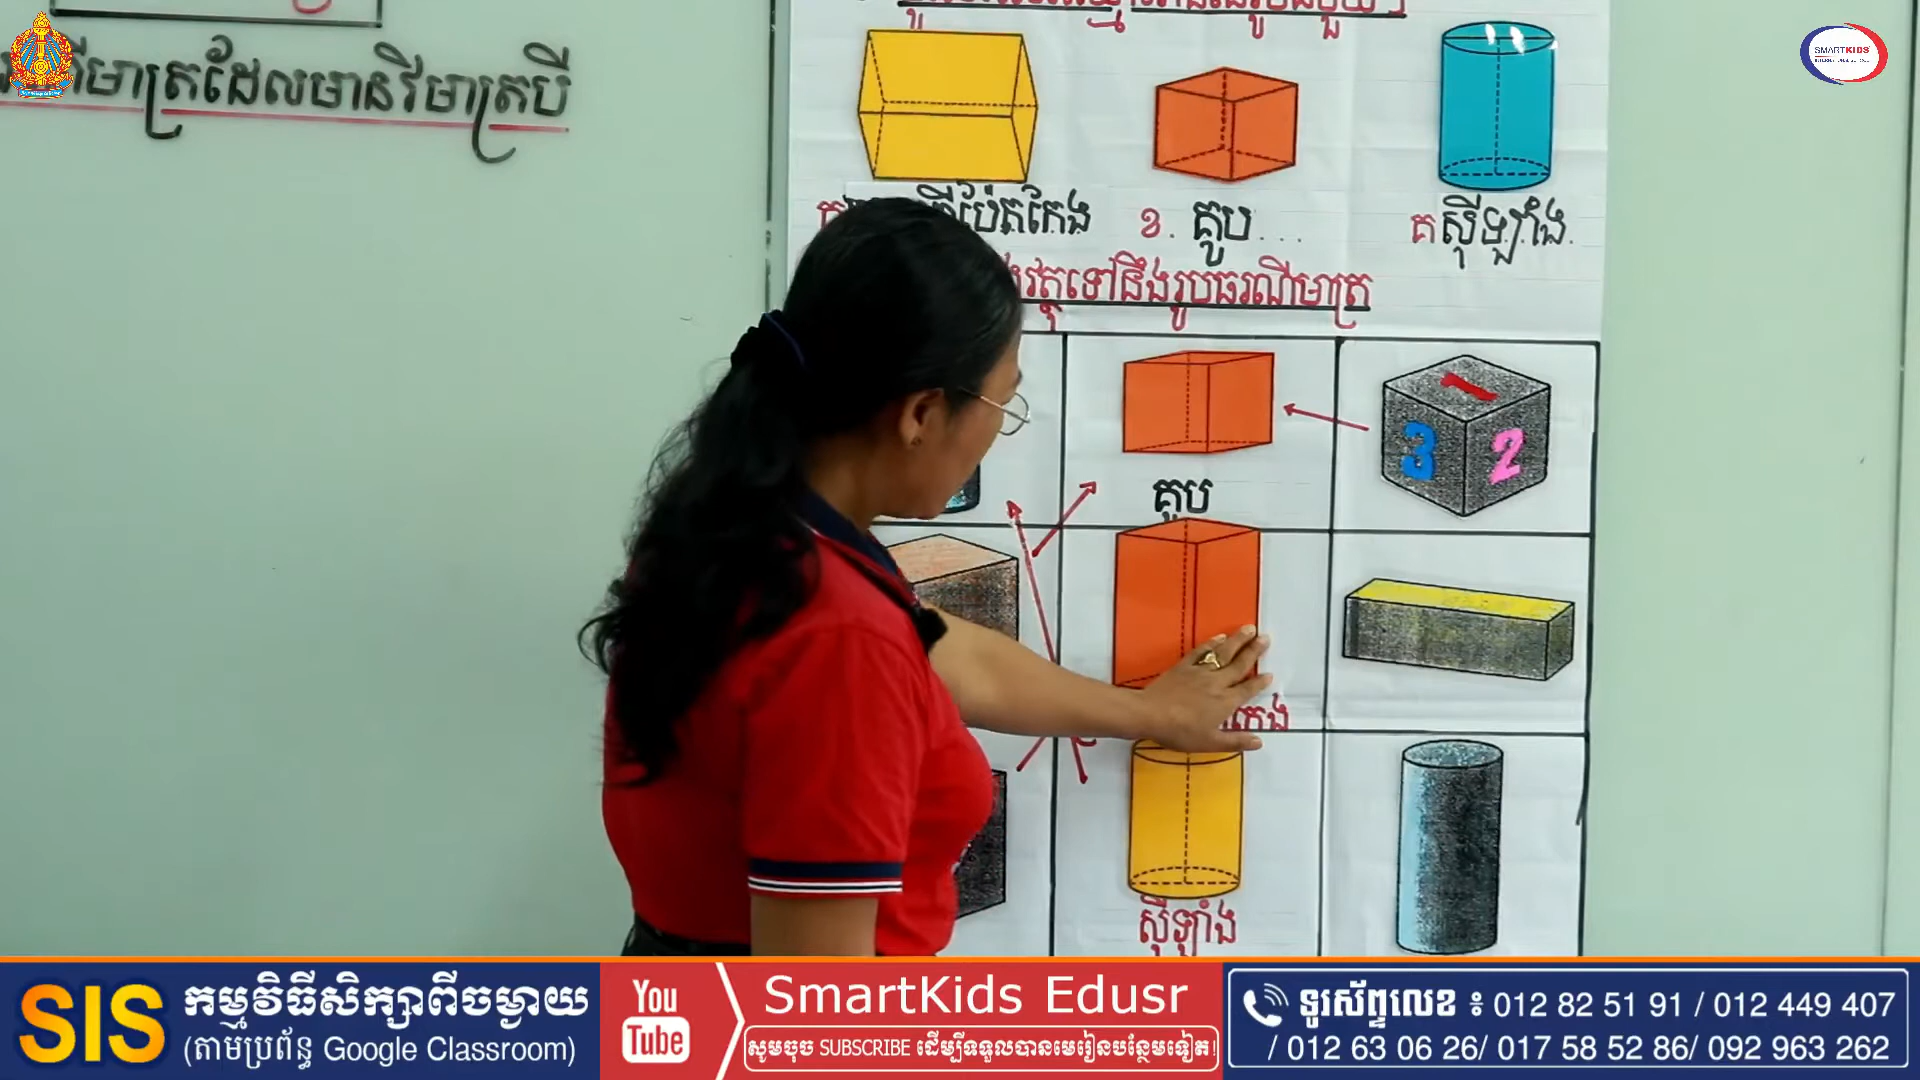 មាត្រដែលមានវិមាត្របី
SMARTKIDS
ប៉ែតកែង
ខ. គូប...
គ ស៊ីឡាំង.
វត្ថុទៅនឹងរូបធរណីមាត្រ
1
3
2
គូប
កែង
ស៊ីឡាំង
SIS
កម្មវិធីសិក្សាពីចម្ងាយ
(តាមប្រព័ន្ធ Google Classroom)
You
Tube
SmartKids Edusr
សូមចុច SUBSCRIBE ដើម្បីទទួលបានមេរៀនបន្ថែមទៀត!
ទូរស័ព្ទលេខ ៖ 012 82 51 91 / 012 449 407
/ 012 63 06 26/ 017 58 52 86/ 092 963 262